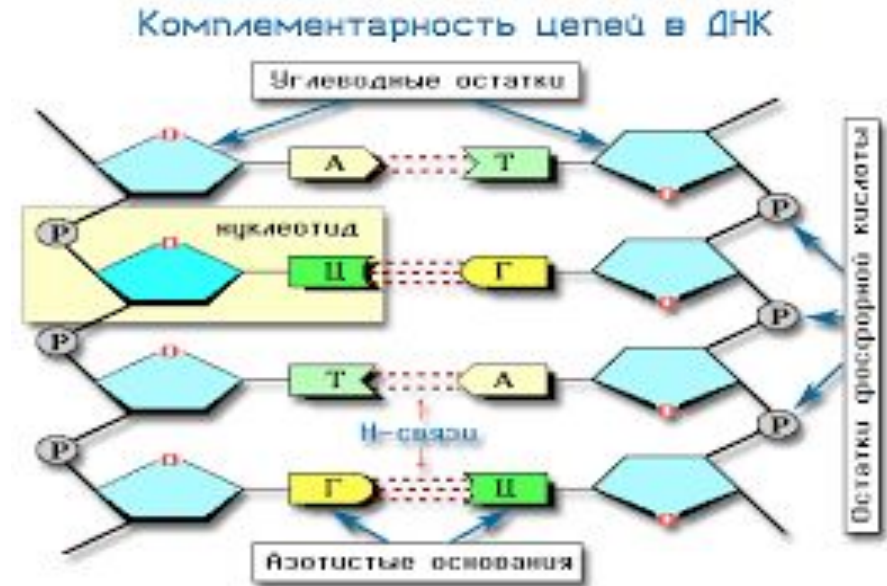 Комплементарность цепей в ДНК
Углеводные остатки
А
Т
Р
нуклеотид
Р
Ц
Г
Р
Р
Т
А
Н-связи
Р
Р
Г
Ц
Азотистые основания
Остатки фосфорной кислоты